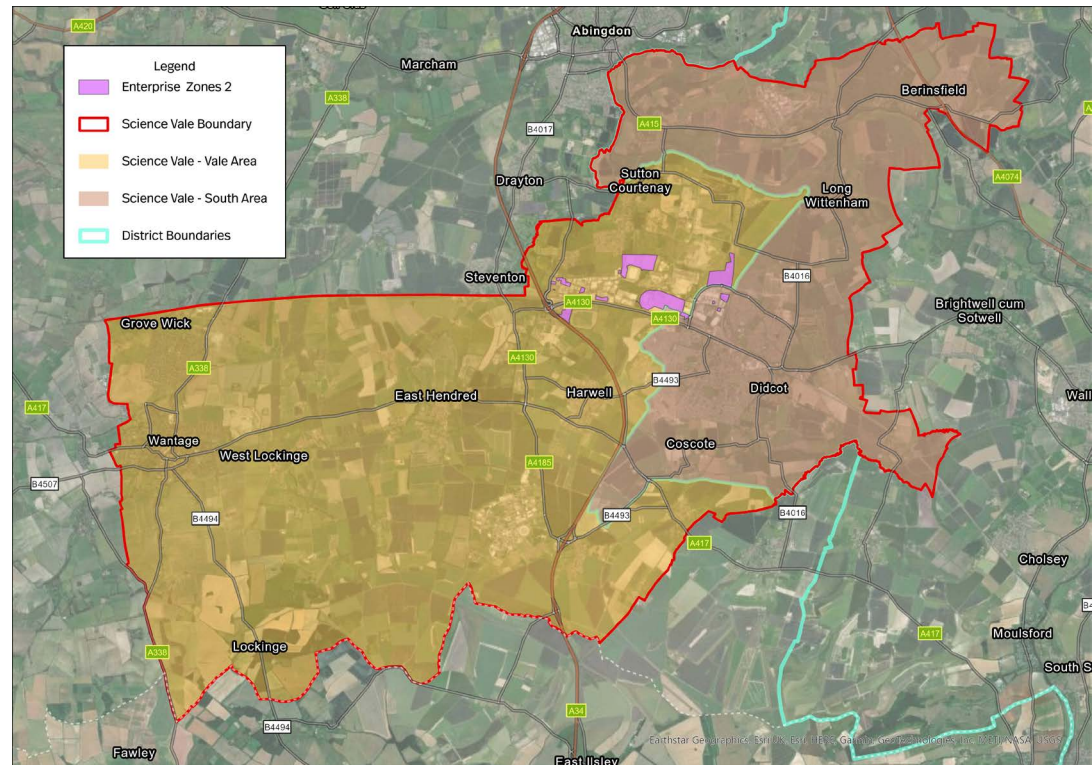 A420
Abingdon
Marcham
Legend
Enterprise Zones 2
Science Vale Boundary
Science Vale - Vale Area
Science Vale - South Area
District Boundaries
A338
B4017
A415
Berinsfield
Drayton
Sutton
Courtenay
Long
Wittenham
A4074
Steventon
B4016
A4130
A4130
Brightwell cum
Sotwell
Grove Wick
A338
A4130
B4493
Harwell
Didcot
East Hendred
A417
Wantage
West Lockinge
Coscote
A4185
B4507
B4494
B4493
B4016
A417
Cholsey
Lockinge
A338
A417
Moulsford
A34
B4494
Fawley
East Ilsley